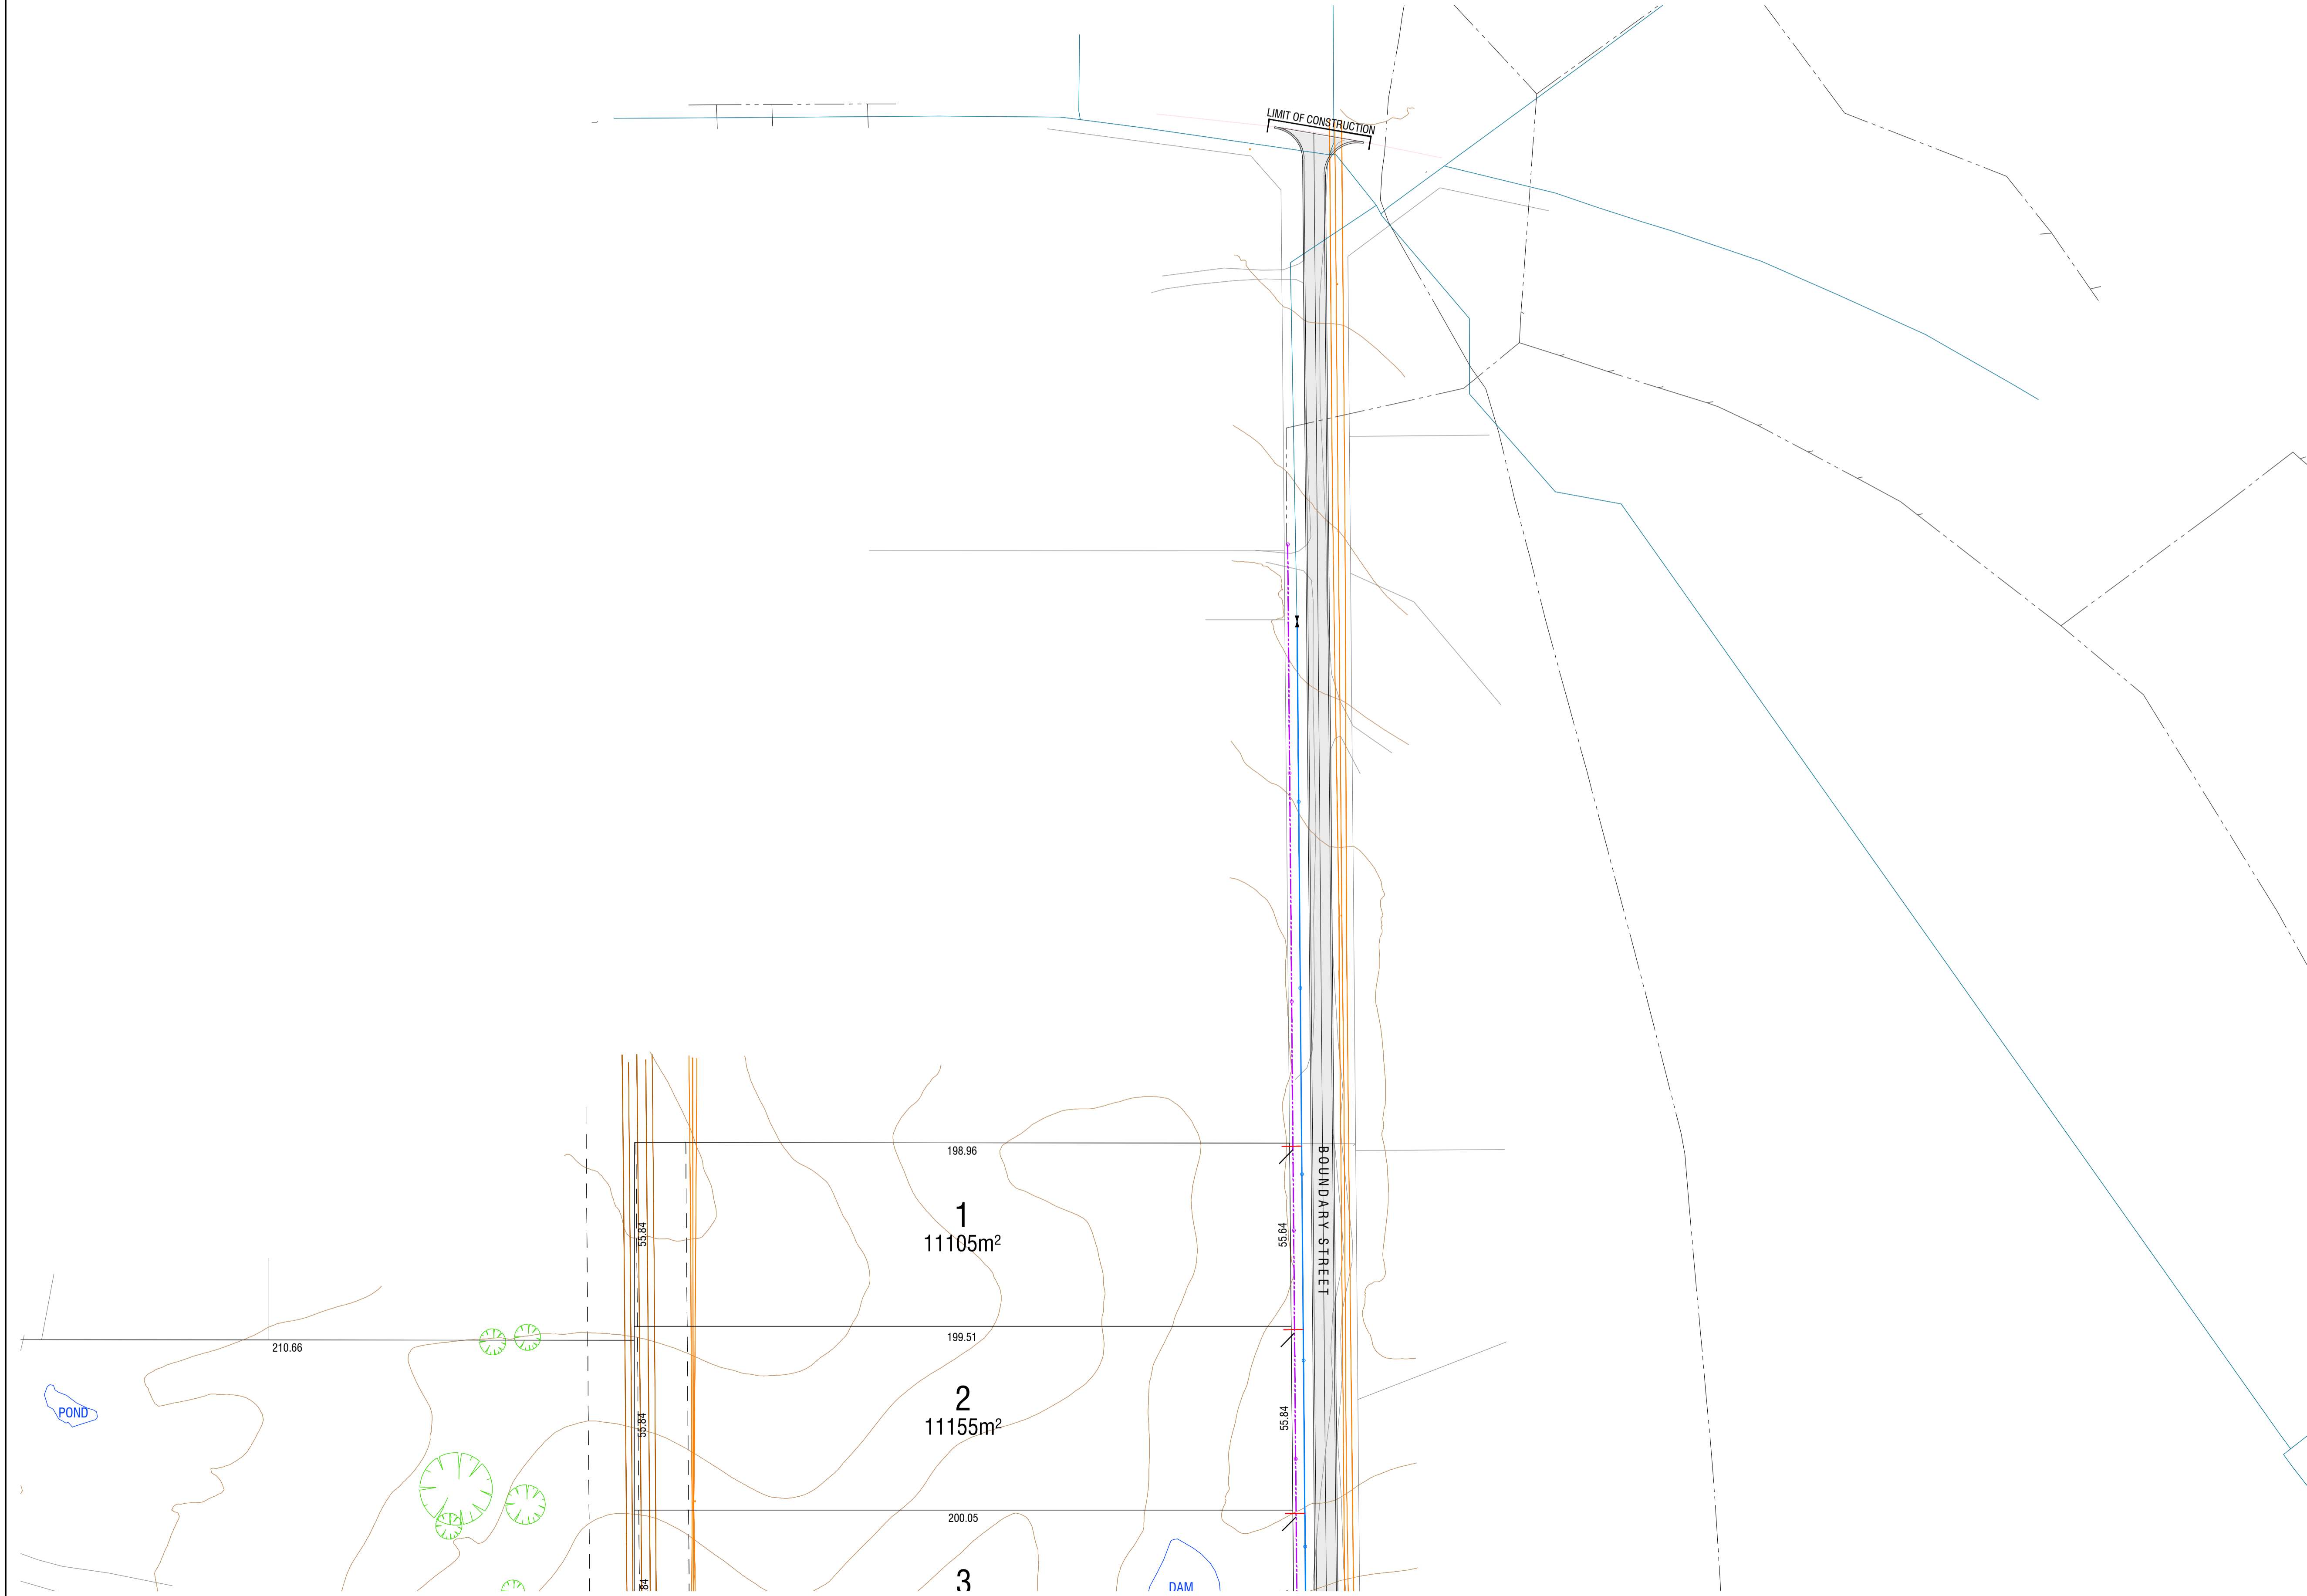 LIMIT OF CONSTRUCTION
198.96
1
11105m²
55.84
55.64
BOUNDARY STREET
210.66
199.51
POND
2
11155m²
55.84
55.84
200.05
3
84
DAM